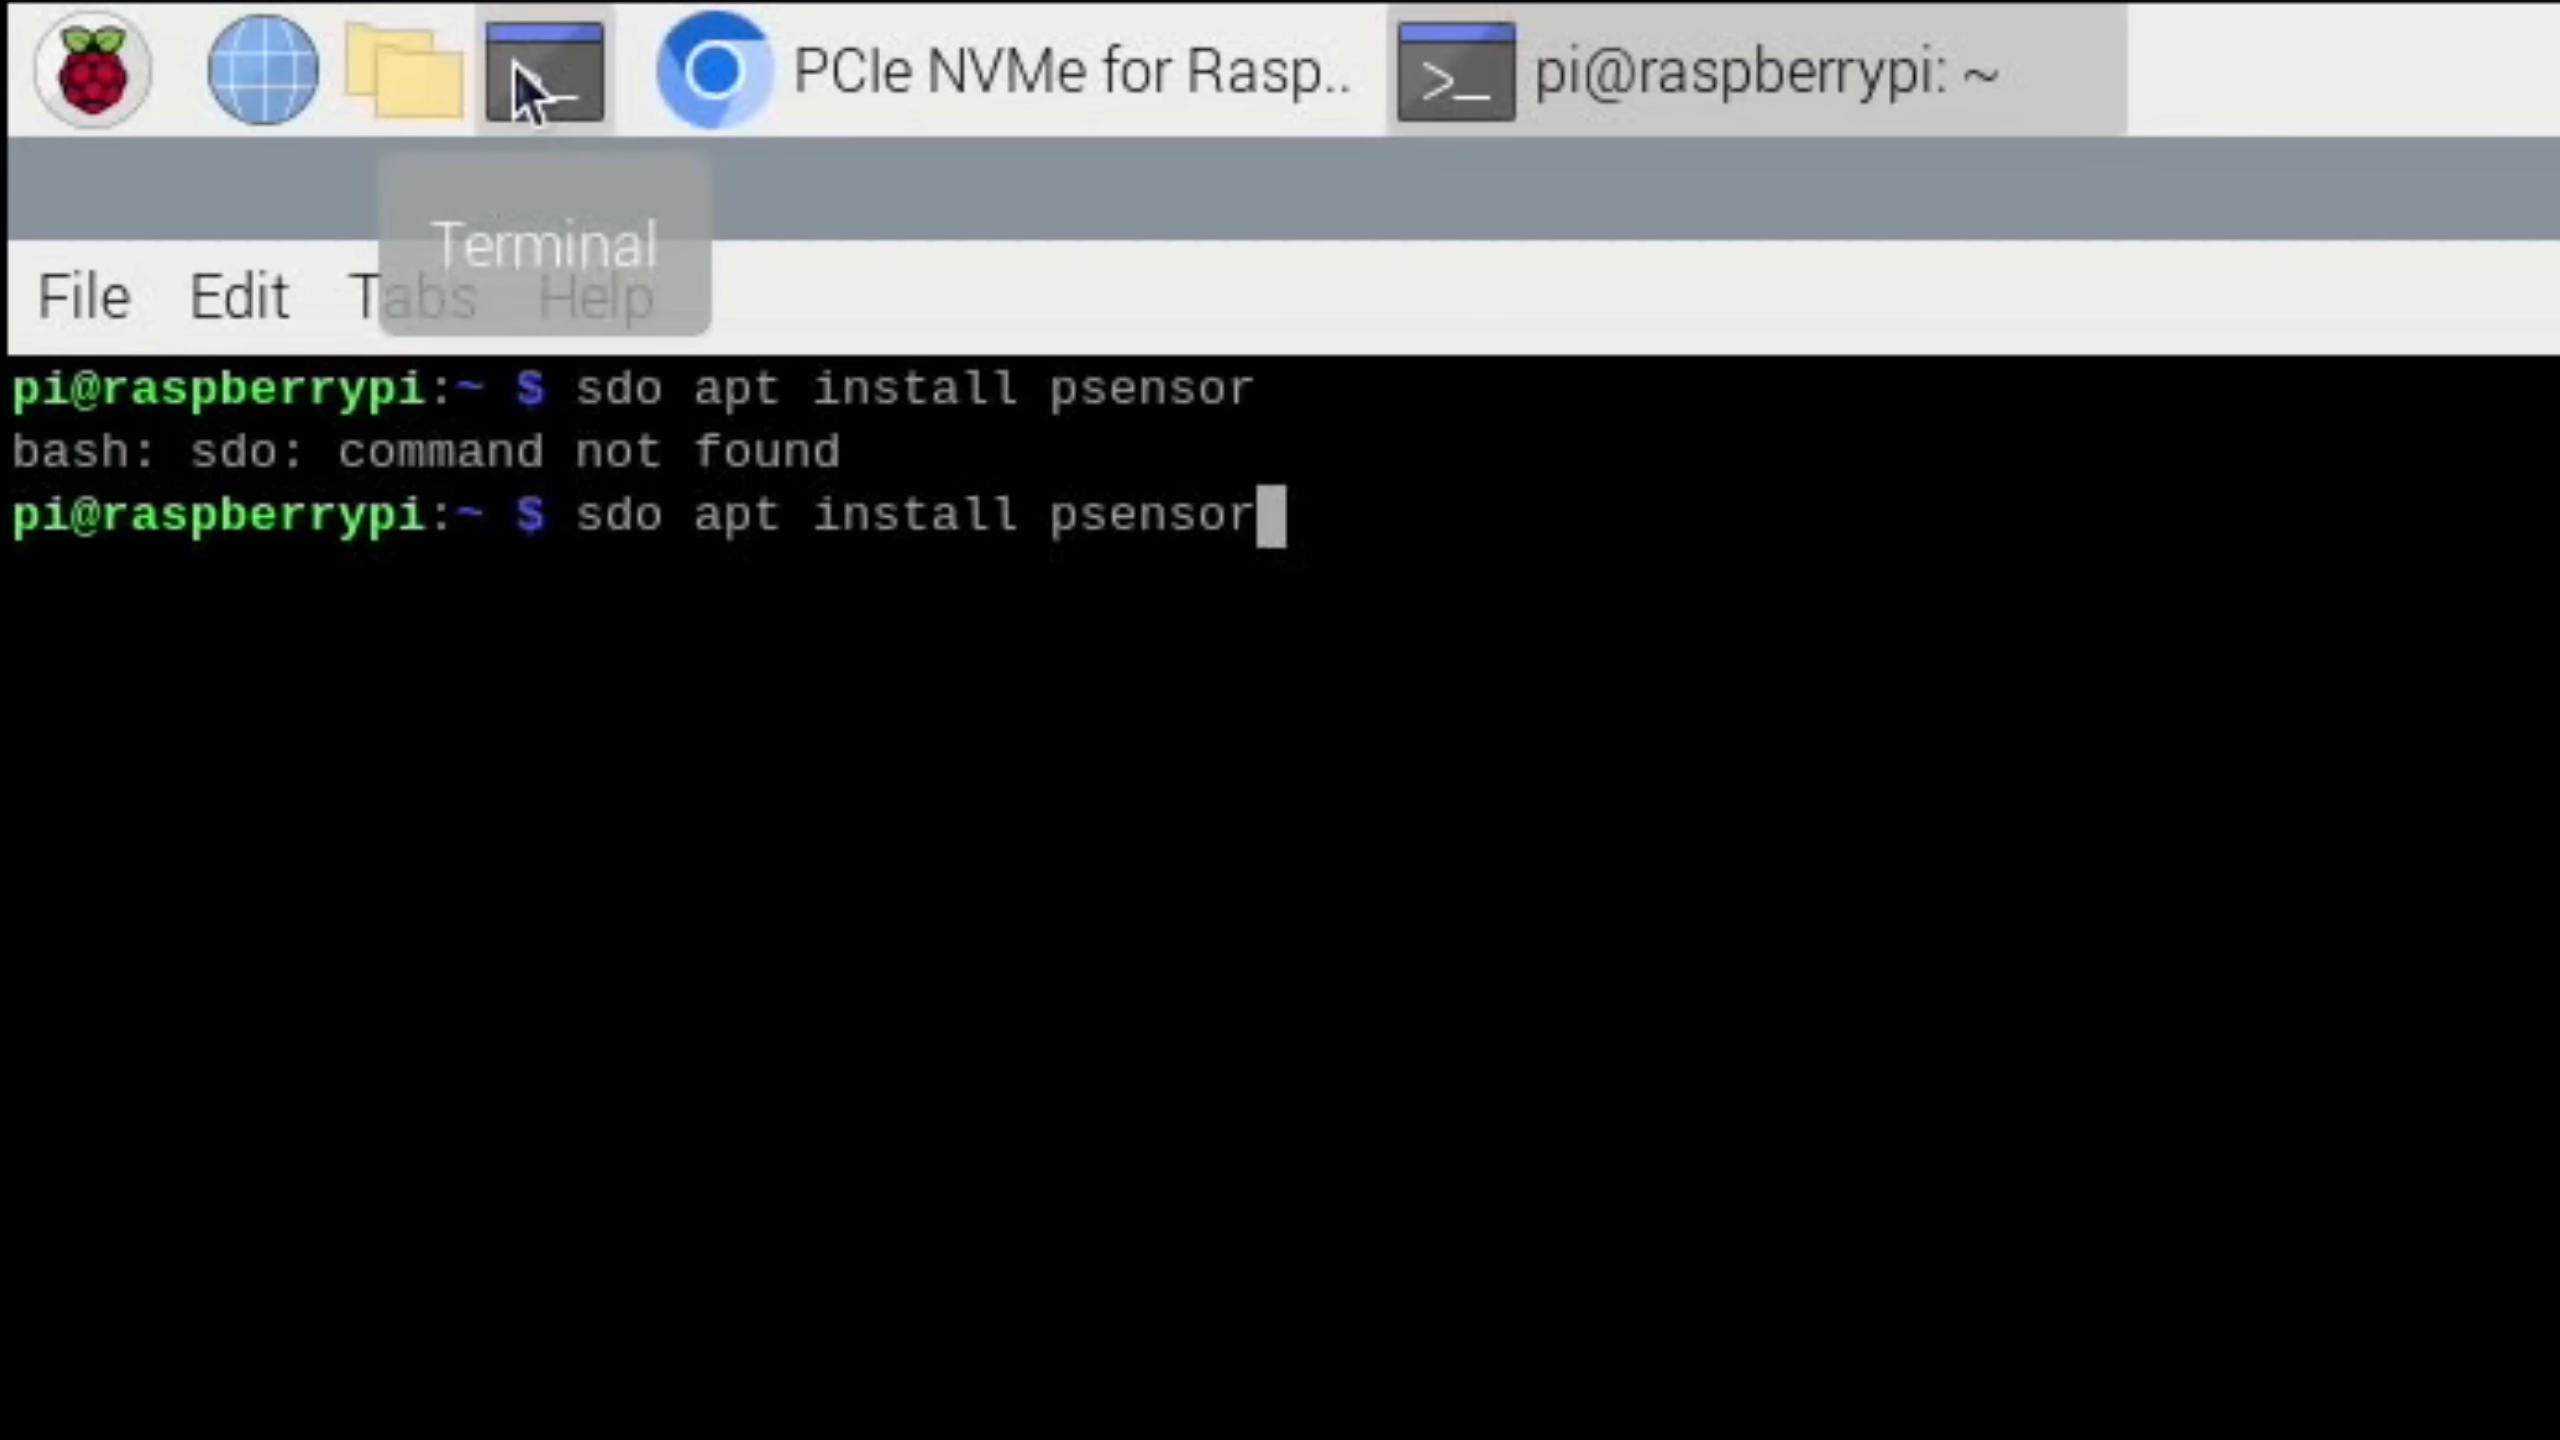 PCIe NVMe for Rasp.. pi@raspberrypi: ~
Terminal
File Edit Tabs Help
pi@raspberrypi:~ $ sdo apt install psensor
bash: sdo: command not found
pi@raspberrypi:~ $ sdo apt install psensor